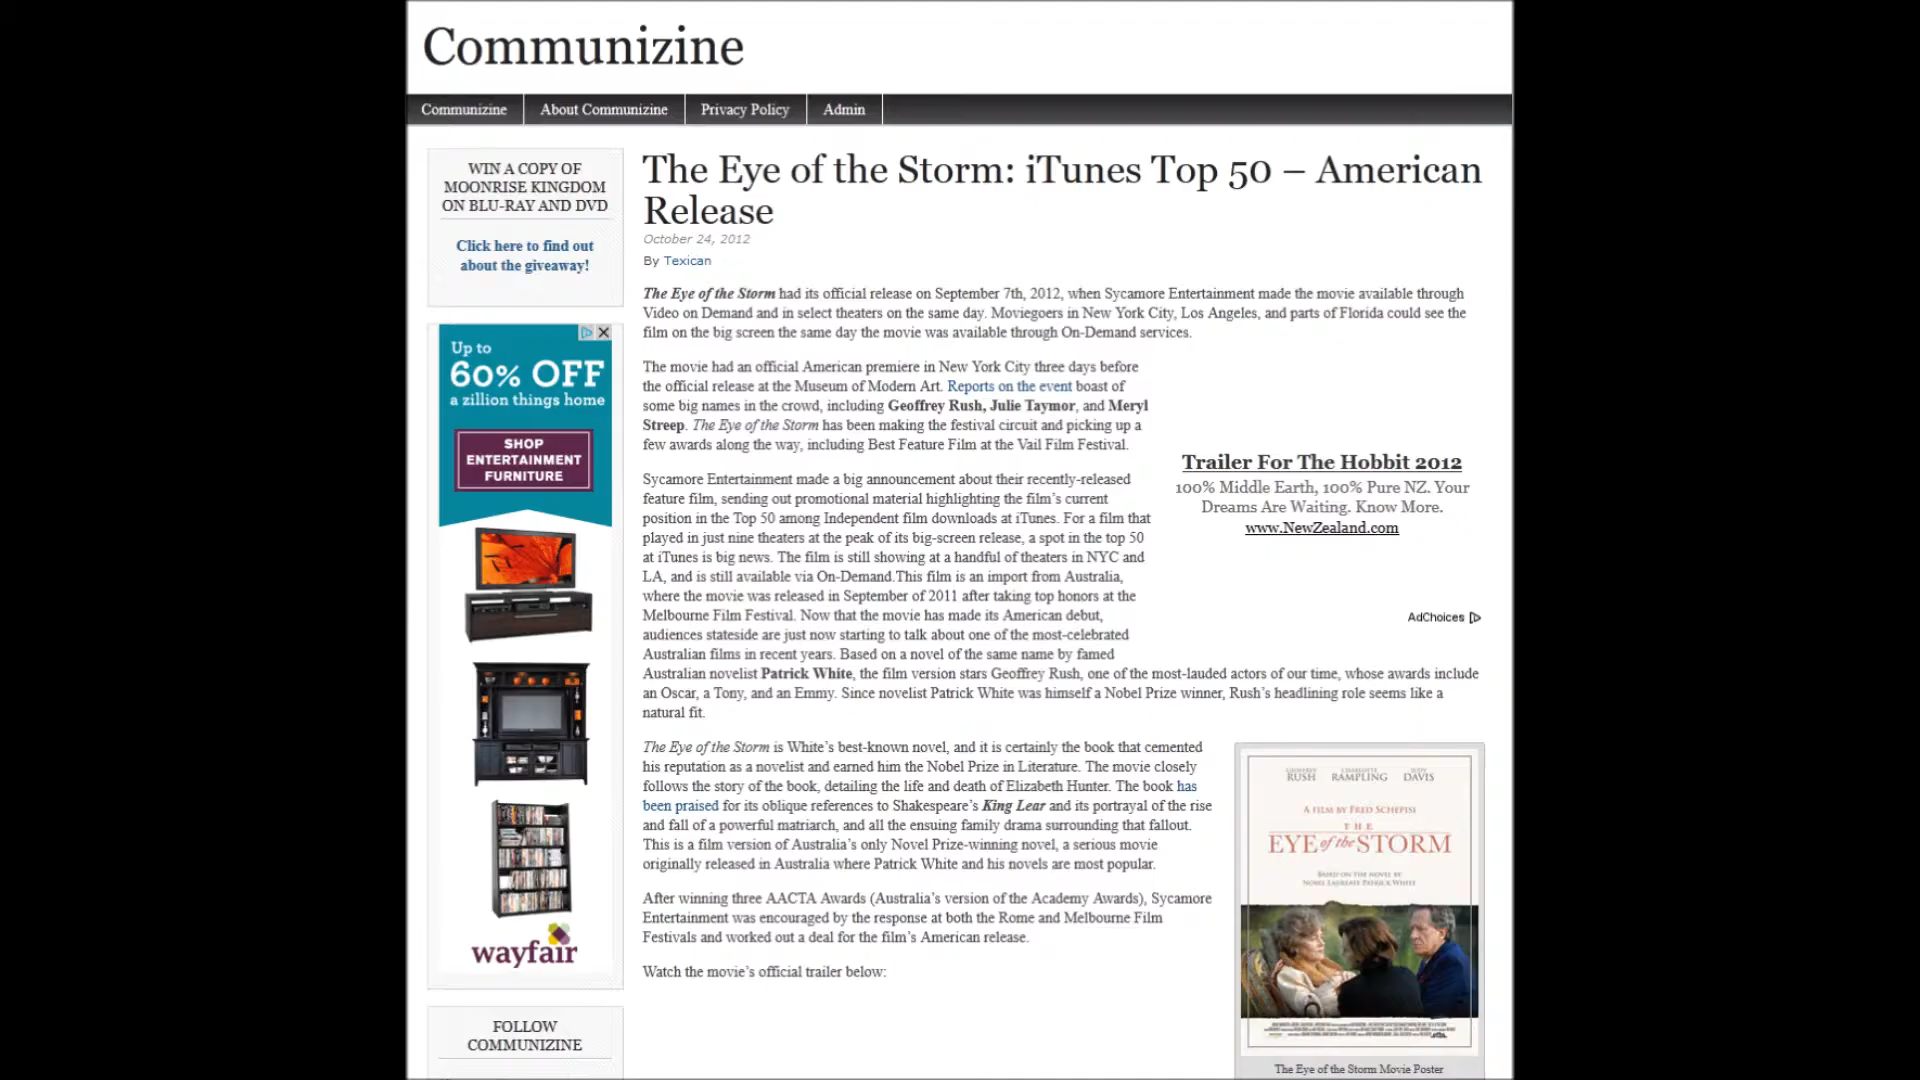 Communizine
Communizine
About Communizine
Privacy Policy
Admin
WIN A COPY OF
MOONRISE KINGDOM
ON BLU-RAY AND DVD
Click here to find out
about the giveaway!
Up to
60% OFF
a zillion things home
SHOP
ENTERTAINMENT
FURNITURE
wayfair
FOLLOW
COMMUNIZINE
The Eye of the Storm: iTunes Top 50 – American
Release
October 24, 2012
By Texican
The Eye of the Storm had its official release on September 7th, 2012, when Sycamore Entertainment made the movie available through
Video on Demand and in select theaters on the same day. Moviegoers in New York City, Los Angeles, and parts of Florida could see the
film on the big screen the same day the movie was available through On-Demand services.
The movie had an official American premiere in New York City three days before
the official release at the Museum of Modern Art. Reports on the event boast of
some big names in the crowd, including Geoffrey Rush, Julie Taymor, and Meryl
Streep. The Eye of the Storm has been making the festival circuit and picking up a
few awards along the way, including Best Feature Film at the Vail Film Festival.
Sycamore Entertainment made a big announcement about their recently-released
feature film, sending out promotional material highlighting the film's current
position in the Top 50 among Independent film downloads at iTunes. For a film that
played in just nine theaters at the peak of its big-screen release, a spot in the top 50
at iTunes is big news. The film is still showing at a handful of theaters in NYC and
LA, and is still available via On-Demand.This film is an import from Australia,
where the movie was released in September of 2011 after taking top honors at the
Melbourne Film Festival. Now that the movie has made its American debut,
audiences stateside are just now starting to talk about one of the most-celebrated
Australian films in recent years. Based on a novel of the same name by famed
Australian novelist Patrick White, the film version stars Geoffrey Rush, one of the most-lauded actors of our time, whose awards include
an Oscar, a Tony, and an Emmy. Since novelist Patrick White was himself a Nobel Prize winner, Rush's headlining role seems like a
natural fit.
Trailer For The Hobbit 2012
100% Middle Earth, 100% Pure NZ. Your
Dreams Are Waiting. Know More.
www.NewZealand.com
AdChoices
The Eye of the Storm is White's best-known novel, and it is certainly the book that cemented
his reputation as a novelist and earned him the Nobel Prize in Literature. The movie closely
follows the story of the book, detailing the life and death of Elizabeth Hunter. The book has
been praised for its oblique references to Shakespeare's King Lear and its portrayal of the rise
and fall of a powerful matriarch, and all the ensuing family drama surrounding that fallout.
This is a film version of Australia's only Novel Prize-winning novel, a serious movie
originally released in Australia where Patrick White and his novels are most popular.
After winning three AACTA Awards (Australia's version of the Academy Awards), Sycamore
Entertainment was encouraged by the response at both the Rome and Melbourne Film
Festivals and worked out a deal for the film's American release.
Watch the movie's official trailer below:
GEOFFREY CHARLOTTE JUDY
RUSH RAMPLING DAVIS
A FILM BY FRED SCHEPISI
THE
EYE of the STORM
BASED ON THE NOVEL BY
NOBEL LAUREATE PATRICK WHITE
The Eye of the Storm Movie Poster